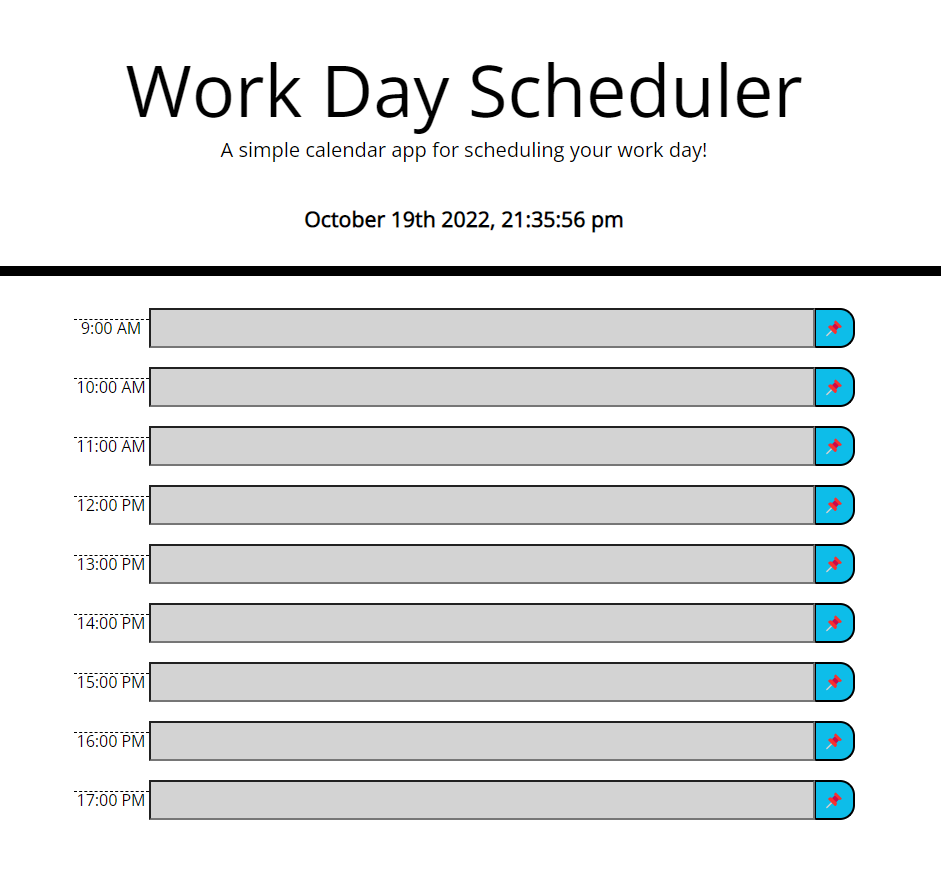 Work Day Scheduler
A simple calendar app for scheduling your work day!
October 19th 2022, 21:35:56 pm
9:00 AM
10:00 AM
11:00 AM
12:00 PM
13:00 PM
14:00 PM
15:00 PM
16:00 PM
17:00 PM